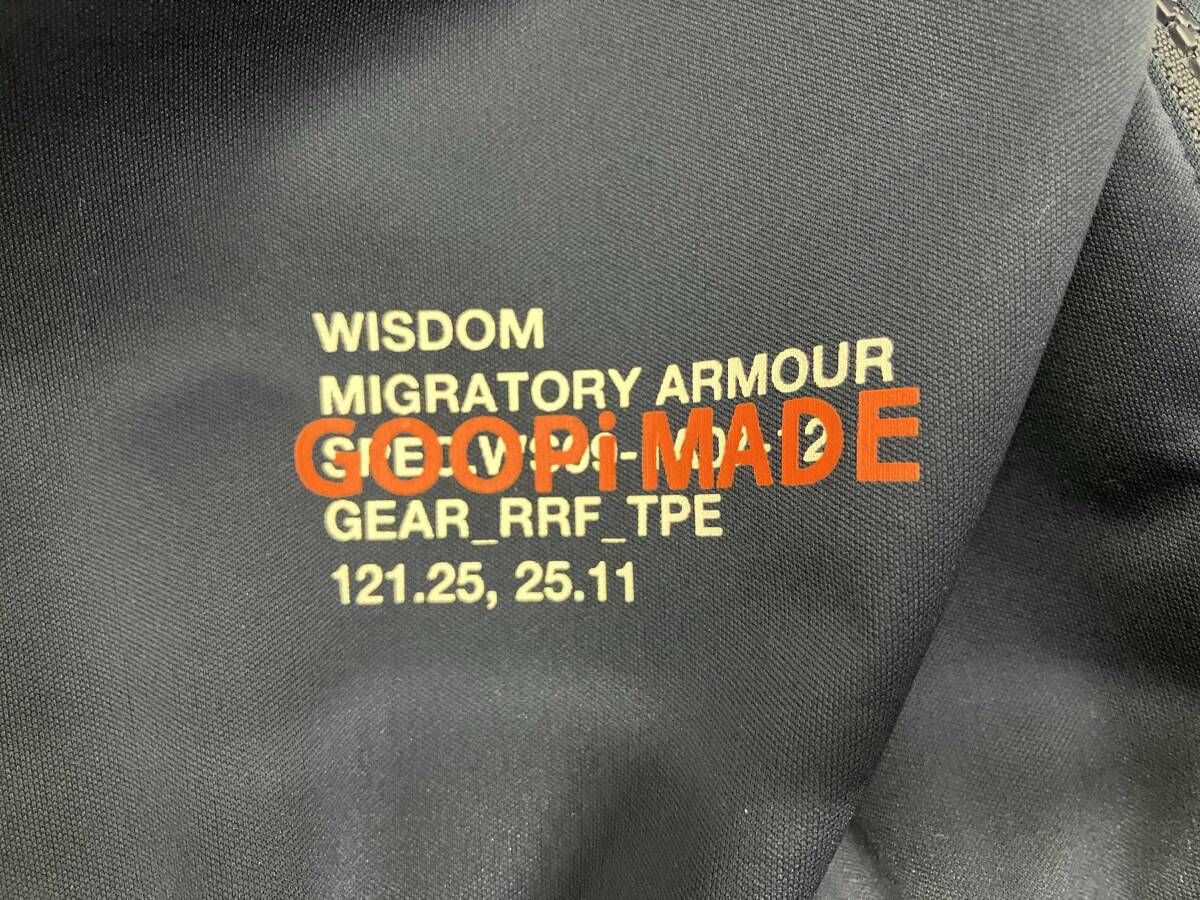 WISDOM
MIGRATORY ARMOUR
GOOPi MADE
GEAR_RRF_TPE
121.25, 25.11